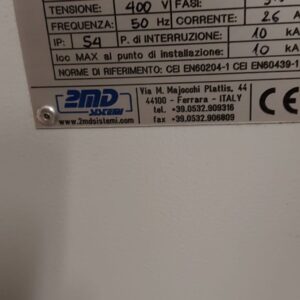 TENSIONE: 400 V FASI:
FREQUENZA: 50 Hz CORRENTE: 26 A
IP: 54 P. DI INTERRUZIONE: 10 kA
Icc MAX al punto di installazione: 10 kA
NORME DI RIFERIMENTO: CEI EN60204-1 CEI EN60439-1
2MD
SISTEMI
www.2mdsistemi.com
Via M. Majocchi Plattis, 44
44100 - Ferrara - ITALY
tel. +39.0532.909316
fax +39.0532.906809
CE